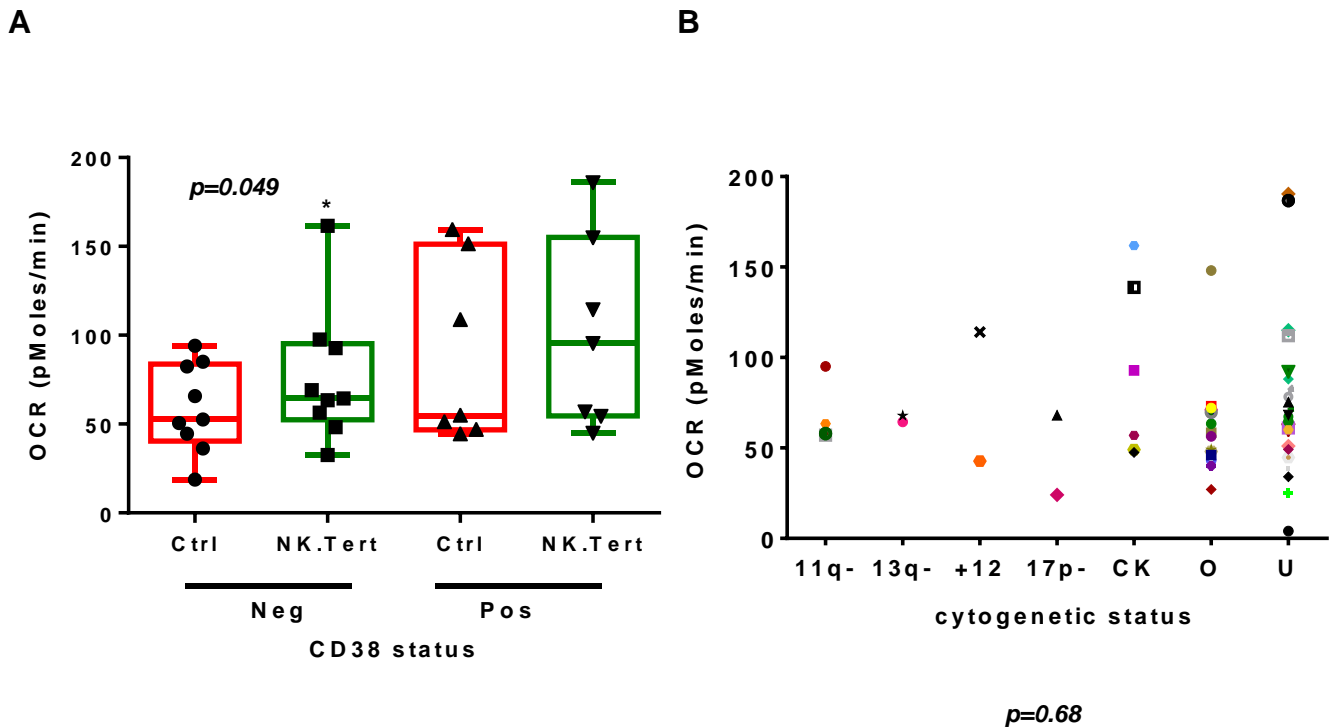 A
200
150
100
50
0
OCR (pMoles/min)
p=0.049
*
Ctrl NK.Tert Ctrl NK.Tert
Neg Pos
CD38 status
B
200
150
100
50
0
OCR (pMoles/min)
11q- 13q- +12 17p- CK O U
cytogenetic status
p=0.68